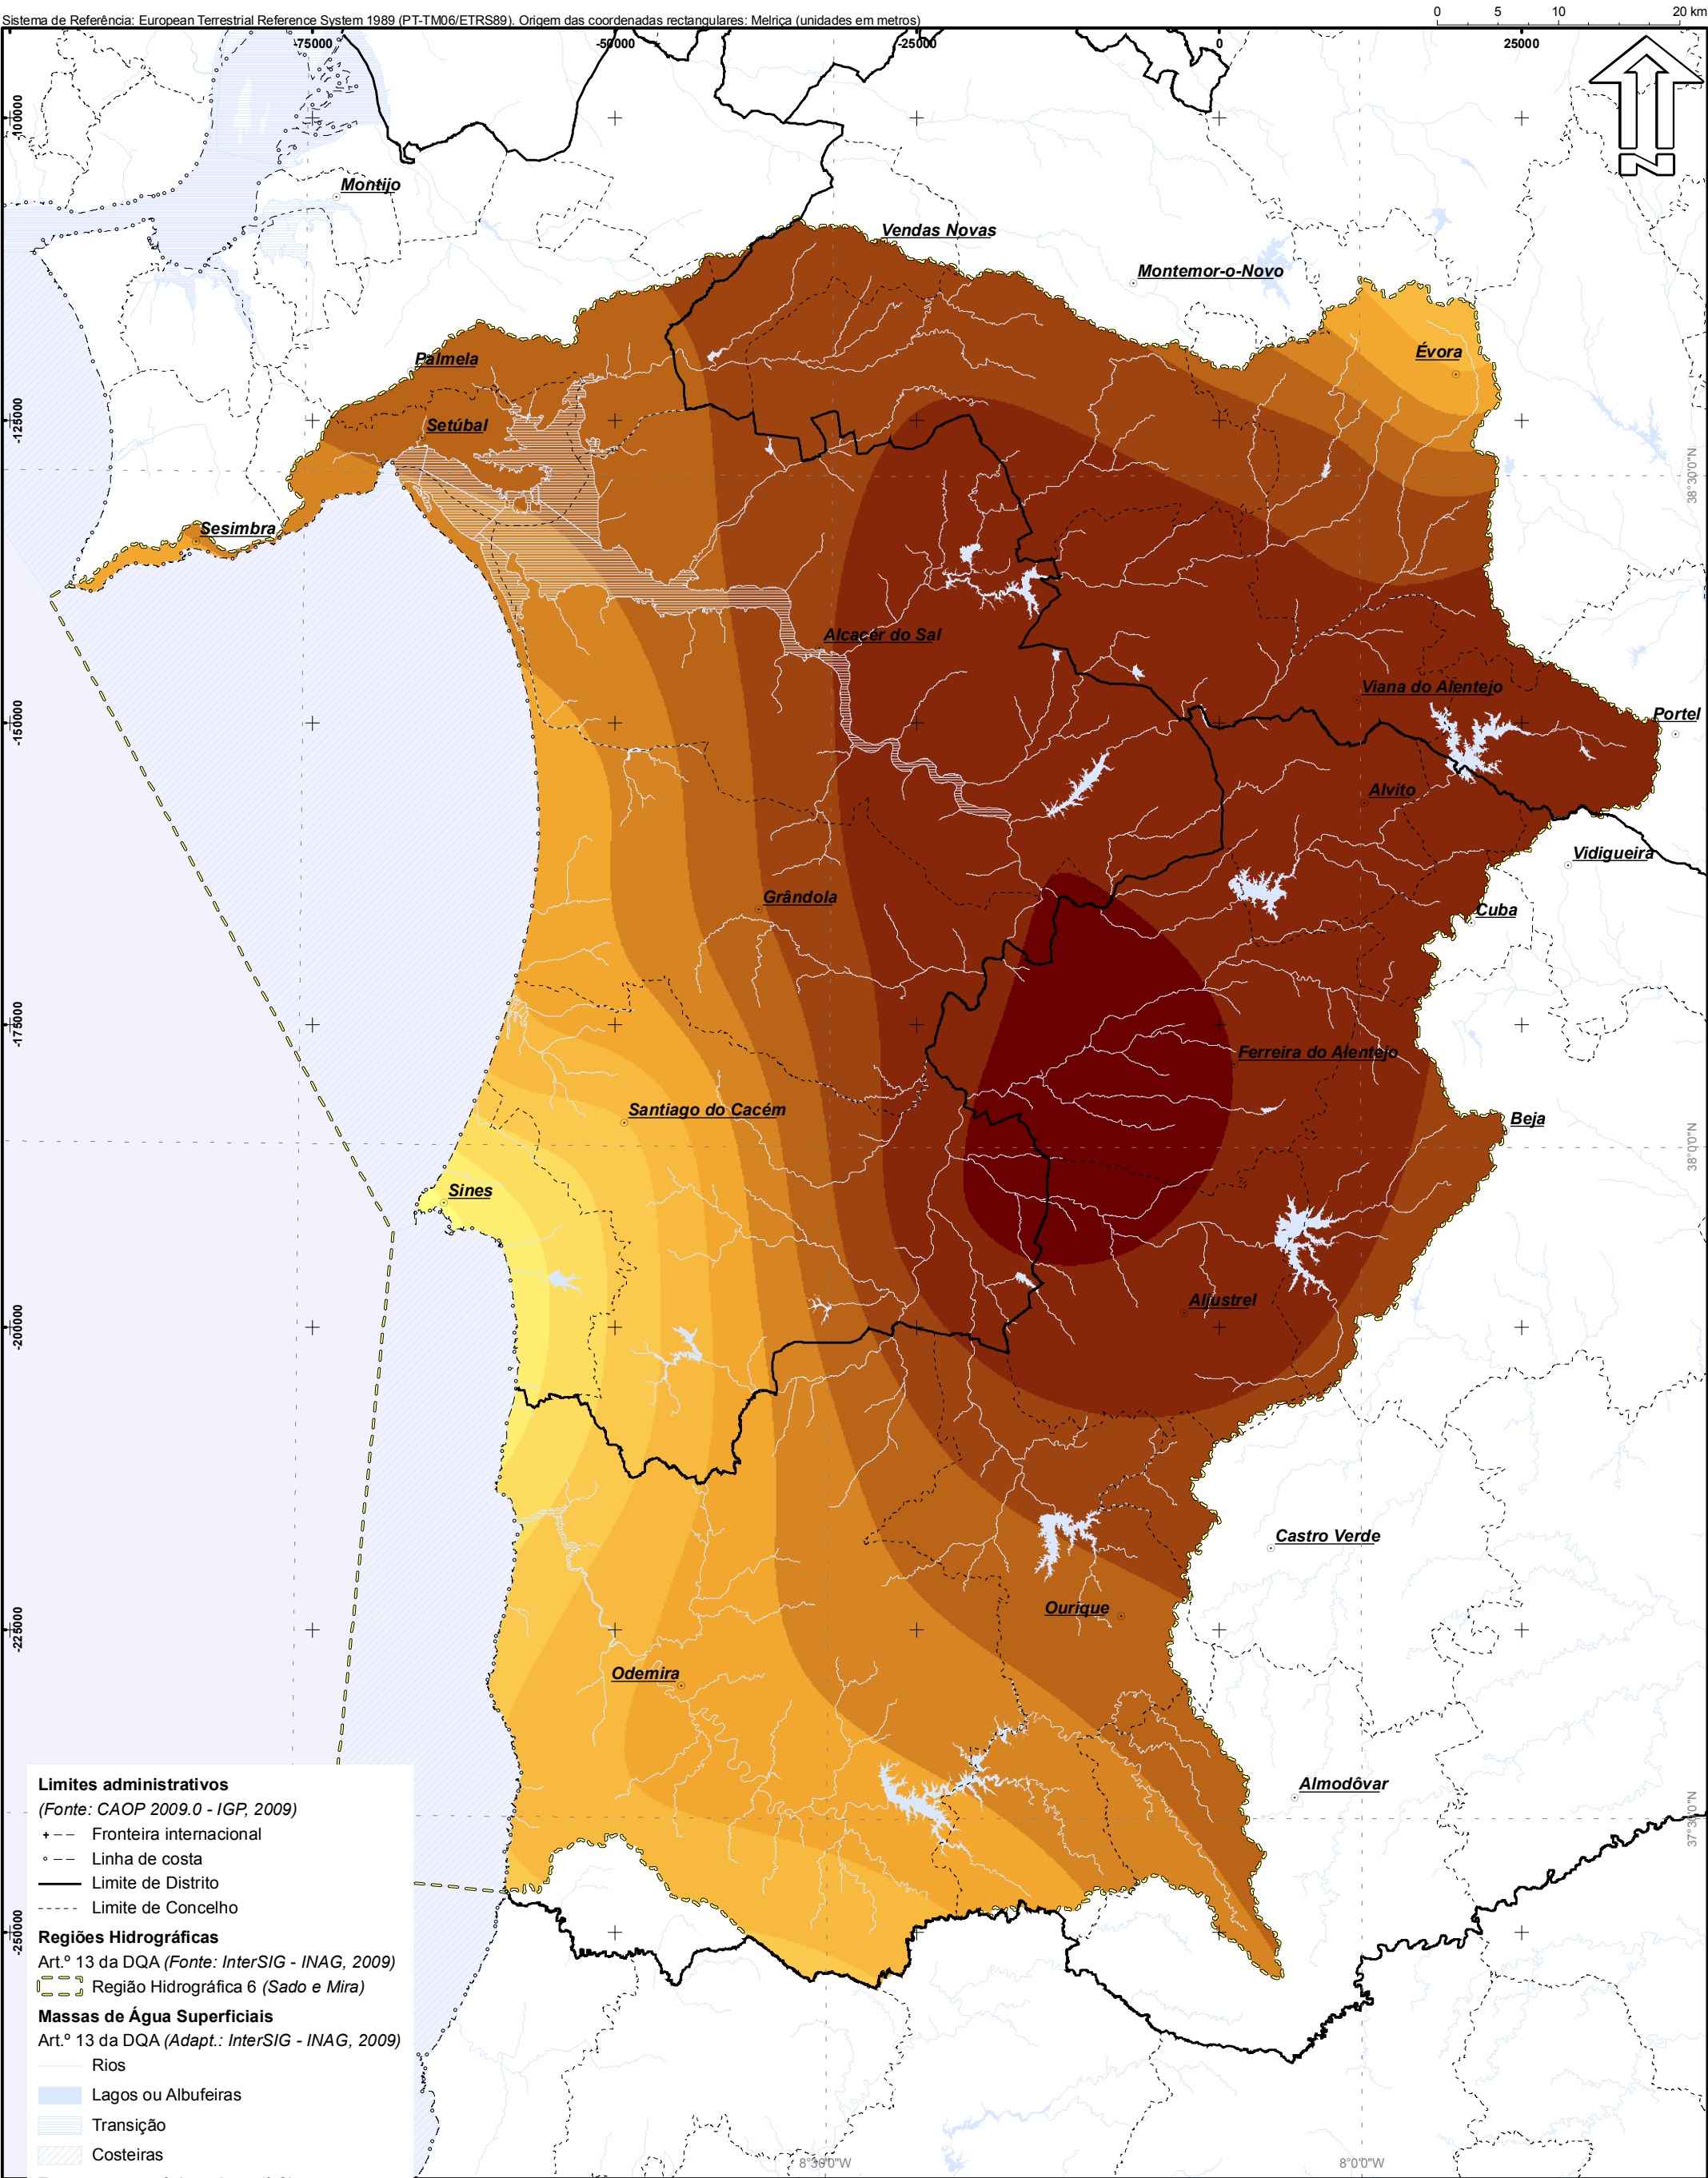 Sistema de Referência: European Terrestrial Reference System 1989 (PT-TM06/ETRS89). Origem das coordenadas rectangulares: Melriça (unidades em metros)
0 5 10 20 km
-75000 -50000 -25000 0 25000
-100000
Montijo
Vendas Novas
Montemor-o-Novo
N
Évora
Palmela
-125000
Setúbal
38°30'0"N
Sesimbra
Alcácer do Sal
Viana do Alentejo
-150000
Portel
Alvito
Vidigueira
Grândola
Cuba
-175000
Ferreira do Alentejo
Santiago do Cacém
Beja
38°0'0"N
Sines
Aljustrel
-200000
Castro Verde
Ourique
-225000
Odemira
Almodôvar
37°30'0"N
-250000
Limites administrativos
(Fonte: CAOP 2009.0 - IGP, 2009)
Fronteira internacional
Linha de costa
Limite de Distrito
Limite de Concelho
Regiões Hidrográficas
Art.º 13 da DQA (Fonte: InterSIG - INAG, 2009)
Região Hidrográfica 6 (Sado e Mira)
Massas de Água Superficiais
Art.º 13 da DQA (Adapt.: InterSIG - INAG, 2009)
Rios
Lagos ou Albufeiras
Transição
Costeiras
8°30'0"W
8°0'0"W